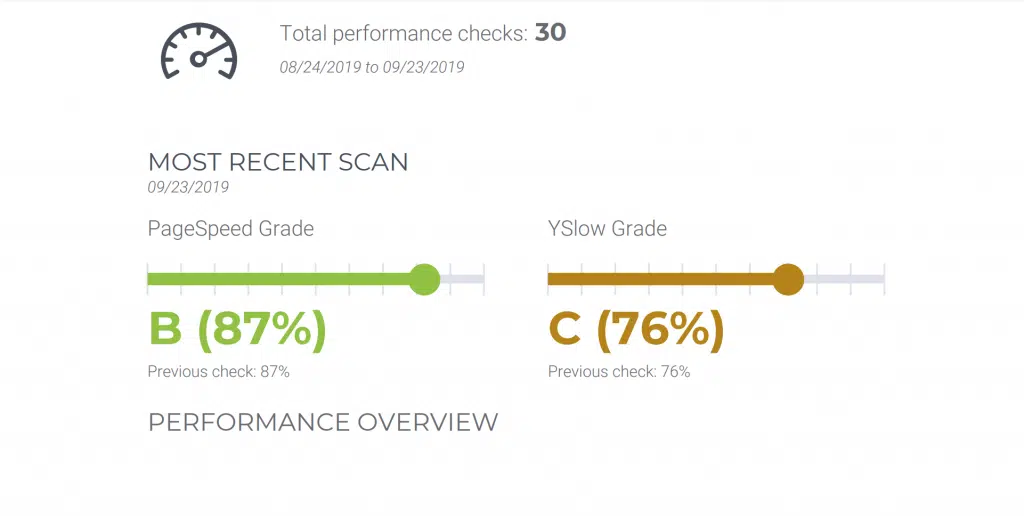 Total performance checks: 30
08/24/2019 to 09/23/2019
MOST RECENT SCAN
09/23/2019
PageSpeed Grade
YSlow Grade
B (87%)
C (76%)
Previous check: 87%
Previous check: 76%
PERFORMANCE OVERVIEW